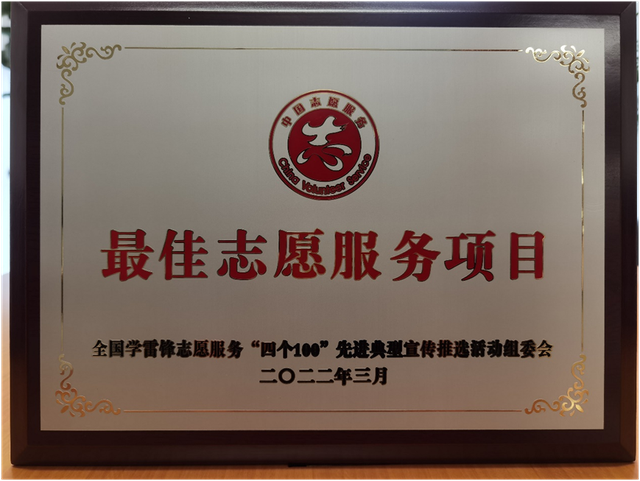 中国志愿服务
China Volunteer Service
最佳志愿服务项目
全国学雷锋志愿服务“四个100”先进典型宣传推选活动组委会
二〇二二年三月